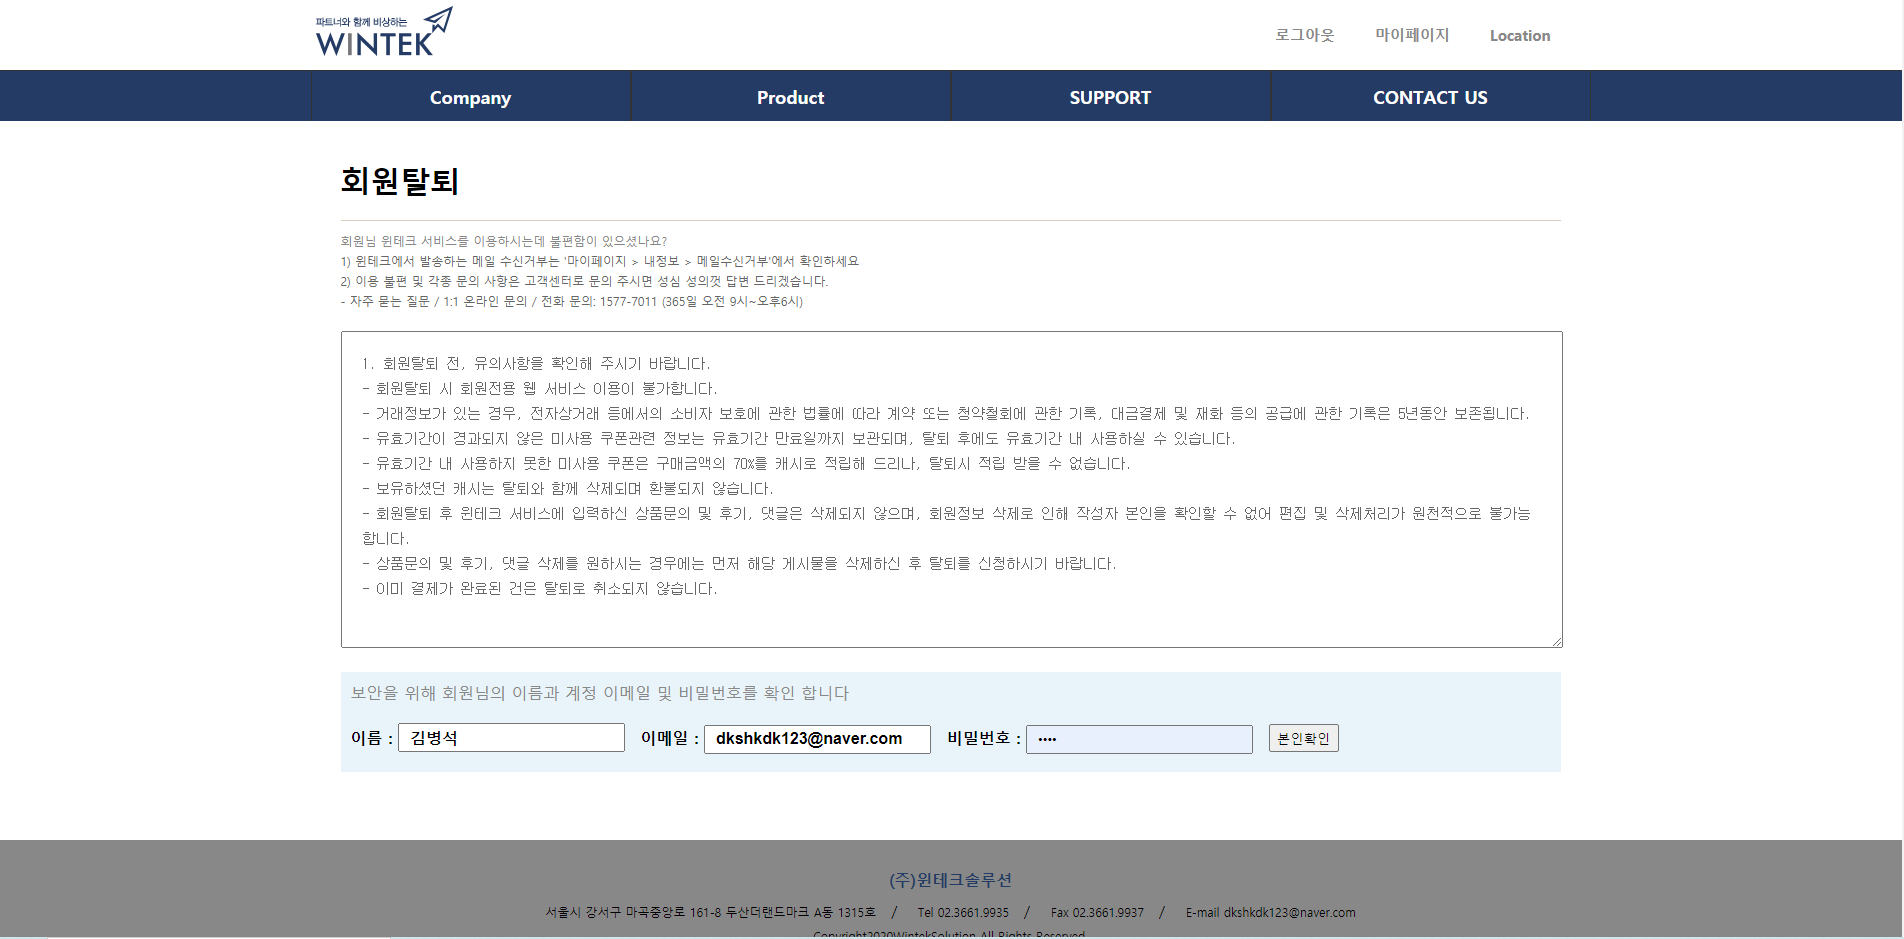 파트너와 함께 비상하는
WINTEK
로그아웃 마이페이지 Location
Company Product SUPPORT CONTACT US
회원탈퇴
회원님 윈테크 서비스를 이용하시는데 불편함이 있으셨나요?
1) 윈테크에서 발송하는 메일 수신거부는 '마이페이지 > 내정보 > 메일수신거부'에서 확인하세요
2) 이용 불편 및 각종 문의 사항은 고객센터로 문의 주시면 성심 성의껏 답변 드리겠습니다.
- 자주 묻는 질문 / 1:1 온라인 문의 / 전화 문의: 1577-7011 (365일 오전 9시~오후6시)
1. 회원탈퇴 전, 유의사항을 확인해 주시기 바랍니다.
- 회원탈퇴 시 회원전용 웹 서비스 이용이 불가합니다.
- 거래정보가 있는 경우, 전자상거래 등에서의 소비자 보호에 관한 법률에 따라 계약 또는 청약철회에 관한 기록, 대금결제 및 재화 등의 공급에 관한 기록은 5년동안 보존됩니다.
- 유효기간이 경과되지 않은 미사용 쿠폰관련 정보는 유효기간 만료일까지 보관되며, 탈퇴 후에도 유효기간 내 사용하실 수 있습니다.
- 유효기간 내 사용하지 못한 미사용 쿠폰은 구매금액의 70%를 캐시로 적립해 드리나, 탈퇴시 적립 받을 수 없습니다.
- 보유하셨던 캐시는 탈퇴와 함께 삭제되며 환불되지 않습니다.
- 회원탈퇴 후 윈테크 서비스에 입력하신 상품문의 및 후기, 댓글은 삭제되지 않으며, 회원정보 삭제로 인해 작성자 본인을 확인할 수 없어 편집 및 삭제처리가 원천적으로 불가능
합니다.
- 상품문의 및 후기, 댓글 삭제를 원하시는 경우에는 먼저 해당 게시물을 삭제하신 후 탈퇴를 신청하시기 바랍니다.
- 이미 결제가 완료된 건은 탈퇴로 취소되지 않습니다.
보안을 위해 회원님의 이름과 계정 이메일 및 비밀번호를 확인 합니다
이름 : 김병석 이메일 : dkshkdk123@naver.com 비밀번호 : •••• 본인확인
(주)윈테크솔루션
서울시 강서구 마곡중앙로 161-8 두산더랜드마크 A동 1315호 / Tel 02.3661.9935 / Fax 02.3661.9937 / E-mail dkshkdk123@naver.com
Copyright2020WintekSolution All Rights Reserved